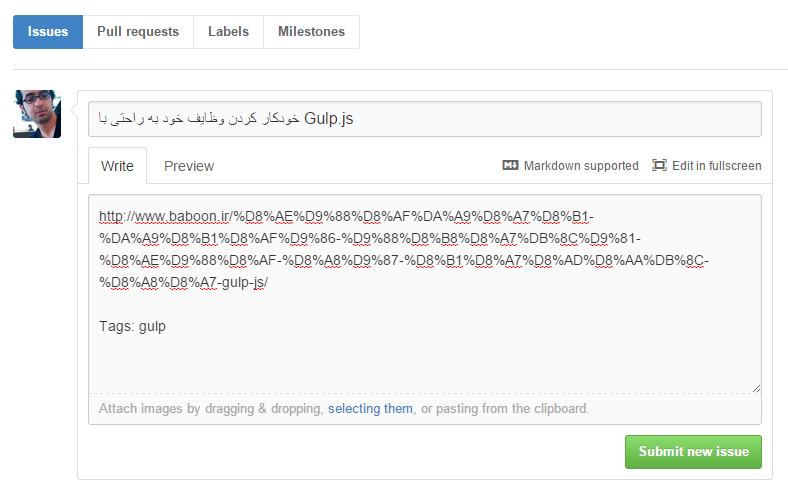 Issues Pull requests Labels Milestones
خودکار کردن وظایف خود به راحتی با Gulp.js
Write Preview Markdown supported Edit in fullscreen
http://www.baboon.ir/%D8%AE%D9%88%D8%AF%DA%A9%D8%A7%D8%B1-
%DA%A9%D8%B1%D8%AF%D9%86-%D9%88%D8%B8%D8%A7%DB%8C%D9%81-
%D8%AE%D9%88%D8%AF-%D8%A8%D9%87-%D8%B1%D8%A7%D8%AD%D8%AA%DB%8C-
%D8%A8%D8%A7-gulp-js/
Tags: gulp
Attach images by dragging & dropping, selecting them, or pasting from the clipboard.
Submit new issue